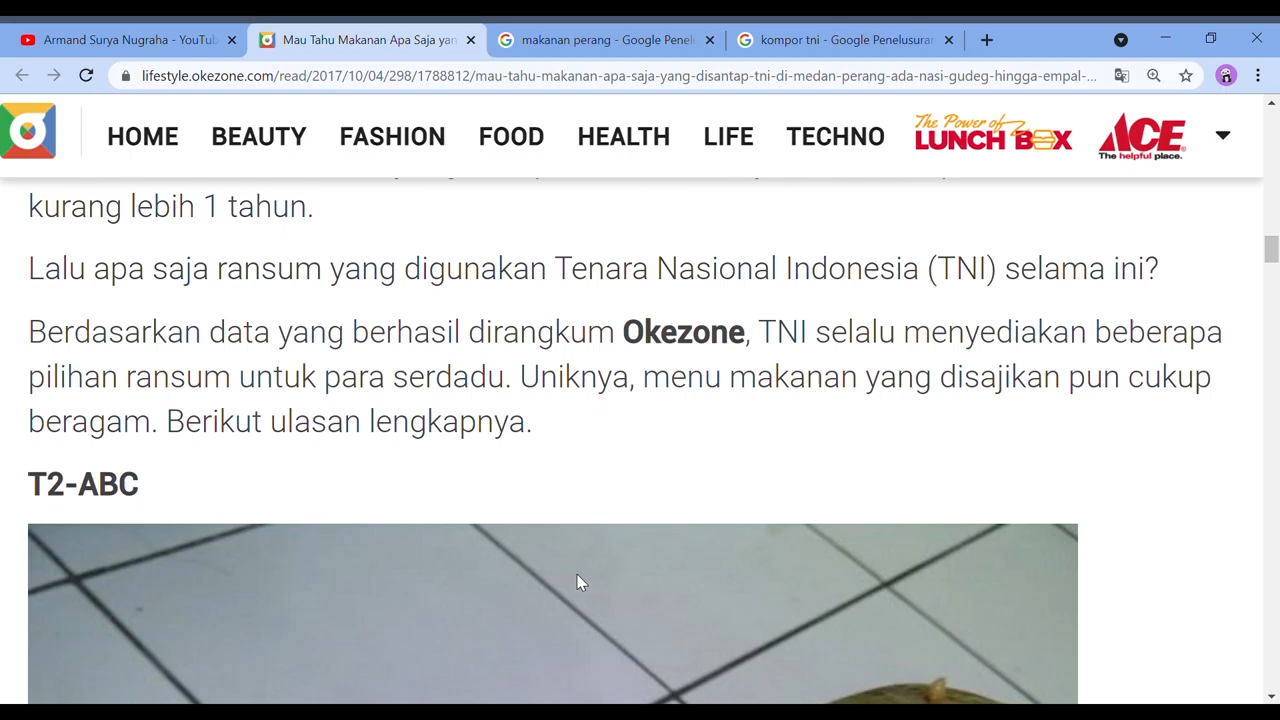 Armand Surya Nugraha - YouTub
Mau Tahu Makanan Apa Saja yan
makanan perang - Google Penel
kompor tni - Google Penelusuran
lifestyle.okezone.com/read/2017/10/04/298/1788812/mau-tahu-makanan-apa-saja-yang-disantap-tni-di-medan-perang-ada-nasi-gudeg-hingga-empal-...
HOME BEAUTY FASHION FOOD HEALTH LIFE TECHNO
The Power of
LUNCH BOX
ACE
The helpful place.
kurang lebih 1 tahun.
Lalu apa saja ransum yang digunakan Tenara Nasional Indonesia (TNI) selama ini?
Berdasarkan data yang berhasil dirangkum Okezone, TNI selalu menyediakan beberapa
pilihan ransum untuk para serdadu. Uniknya, menu makanan yang disajikan pun cukup
beragam. Berikut ulasan lengkapnya.
T2-ABC